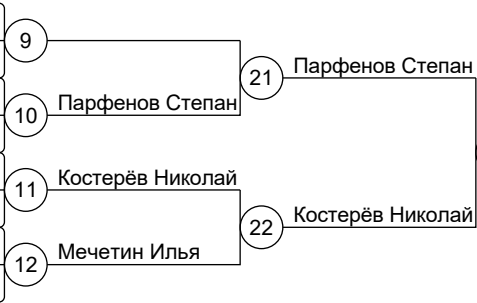 9
10
Парфенов Степан
21
Парфенов Степан
11
Костерёв Николай
22
Костерёв Николай
12
Мечетин Илья